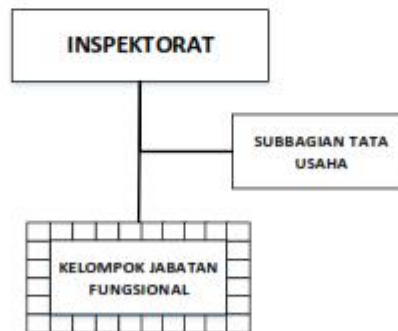 INSPEKTORAT
SUBBAGIAN TATA
USAHA
KELOMPOK JABATAN
FUNGSIONAL